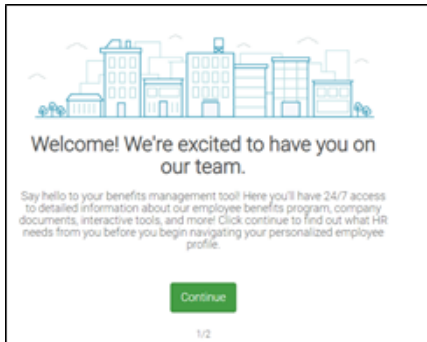 Welcome! We're excited to have you on
our team.
Say hello to your benefits management tool! Here you'll have 24/7 access
to detailed information about our employee benefits program, company
documents, interactive tools, and more! Click continue to find out what HR
needs from you before you begin navigating your personalized employee
profile.
Continue
1/2